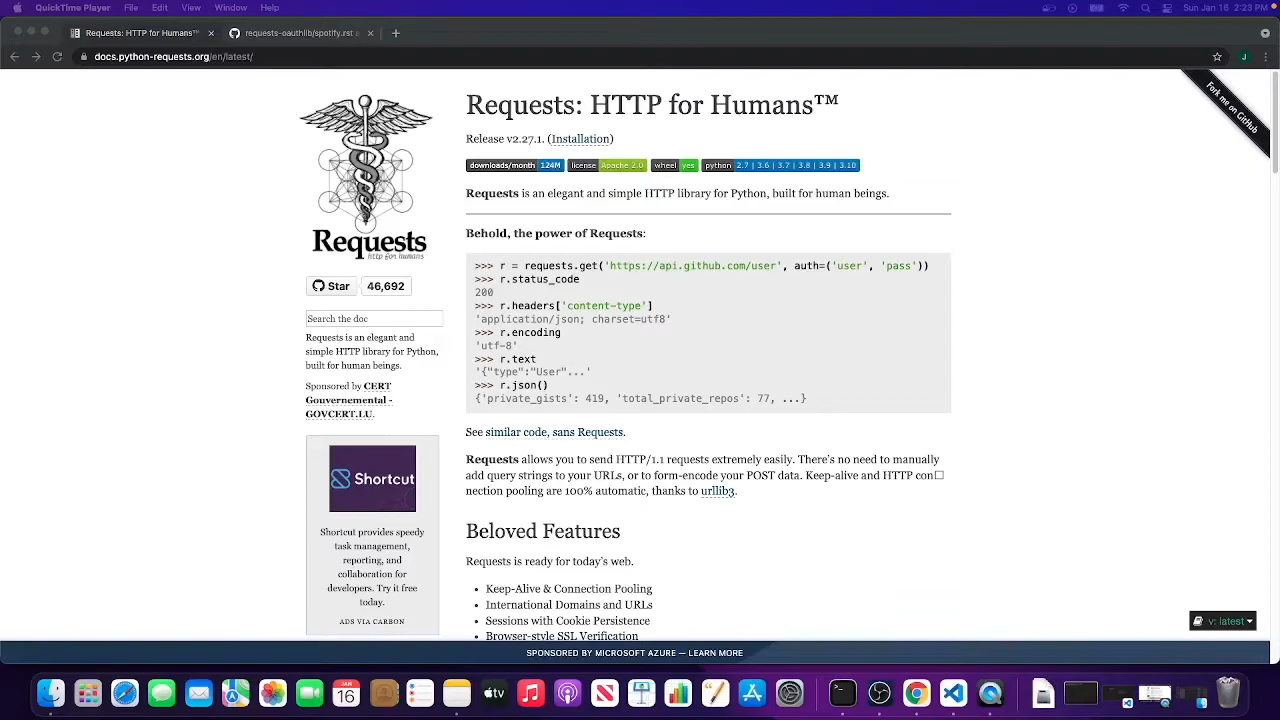 QuickTime Player File Edit View Window Help
Sun Jan 16 2:23 PM
Requests: HTTP for Humans™
requests-oauthlib/spotify.rst a
docs.python-requests.org/en/latest/
J
Fork me on GitHub
Requests
http for humans
Star 46,692
Search the doc
Requests is an elegant and
simple HTTP library for Python,
built for human beings.
Sponsored by CERT
Gouvernemental -
GOVCERT.LU.
Shortcut
Shortcut provides speedy
task management,
reporting, and
collaboration for
developers. Try it free
today.
ADS VIA CARBON
Requests: HTTP for Humans™
Release v2.27.1. (Installation)
downloads/month 124M license Apache 2.0 wheel yes python 2.7 | 3.6 | 3.7 | 3.8 | 3.9 | 3.10
Requests is an elegant and simple HTTP library for Python, built for human beings.
Behold, the power of Requests:
>>> r = requests.get('https://api.github.com/user', auth=('user', 'pass'))
>>> r.status_code
200
>>> r.headers['content-type']
'application/json; charset=utf8'
>>> r.encoding
'utf-8'
>>> r.text
'{"type":"User"...'
>>> r.json()
{'private_gists': 419, 'total_private_repos': 77, ...}
See similar code, sans Requests.
Requests allows you to send HTTP/1.1 requests extremely easily. There's no need to manually
add query strings to your URLs, or to form-encode your POST data. Keep-alive and HTTP con□
nection pooling are 100% automatic, thanks to urllib3.
Beloved Features
Requests is ready for today's web.
• Keep-Alive & Connection Pooling
• International Domains and URLs
• Sessions with Cookie Persistence
• Browser-style SSL Verification
v: latest
SPONSORED BY MICROSOFT AZURE — LEARN MORE
JAN
16
tv